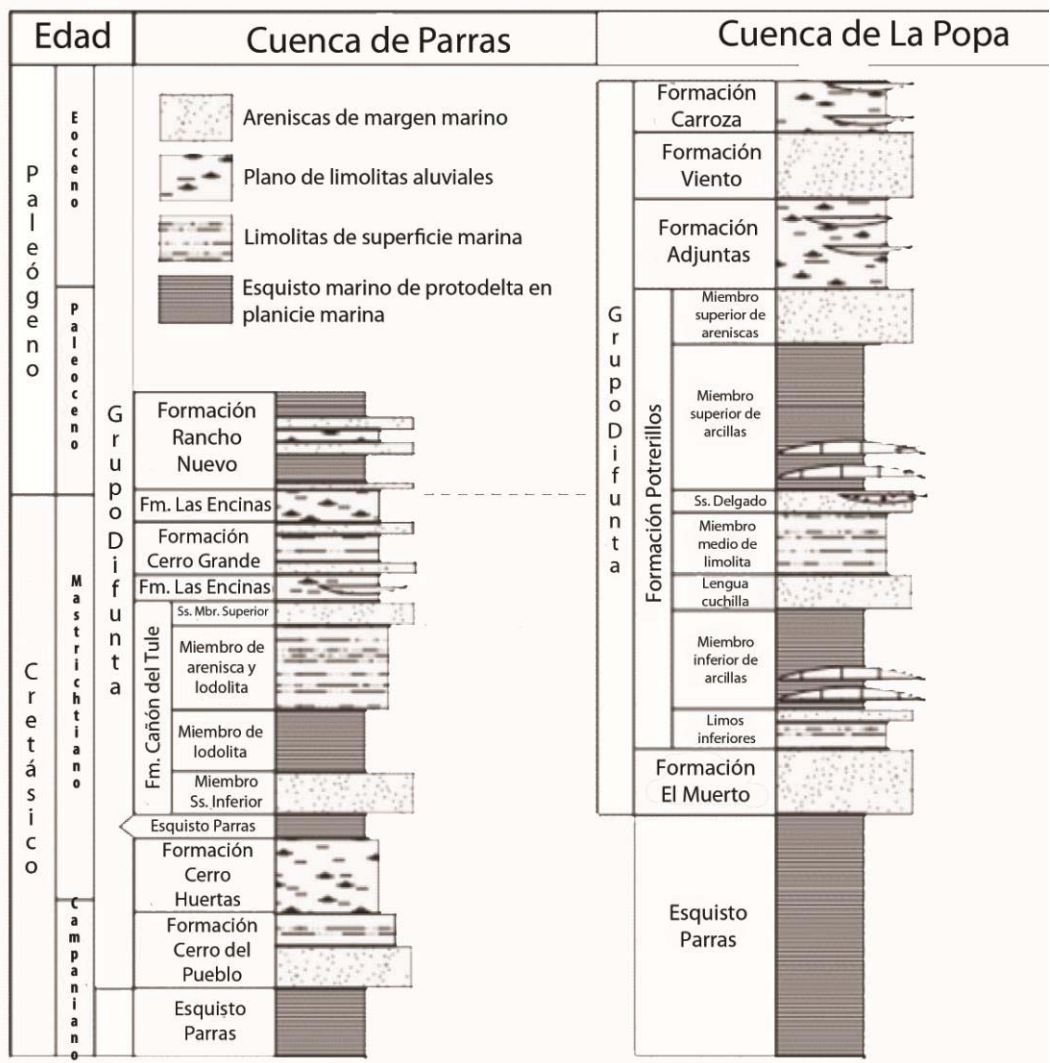 Edad
Cuenca de Parras
Cuenca de La Popa
Paleógeno
Cretásico
Eoceno
Paleoceno
Mastrichtiano
Campaniano
Grupo Difunta
Areniscas de margen marino
Plano de limolitas aluviales
Limolitas de superficie marina
Esquisto marino de protodelta en
planicie marina
Formación
Rancho
Nuevo
Fm. Las Encinas
Formación
Cerro Grande
Fm. Las Encinas
Fm. Cañón del Tule
Ss. Mbr. Superior
Miembro de
arenisca y
lodolita
Miembro de
lodolita
Miembro
Ss. Inferior
Esquisto Parras
Formación
Cerro
Huertas
Formación
Cerro del
Pueblo
Esquisto
Parras
Grupo Difunta
Formación
Carroza
Formación
Viento
Formación
Adjuntas
Formación Potrerillos
Miembro
superior de
areniscas
Miembro
superior de
arcillas
Ss. Delgado
Miembro
medio de
limolita
Lengua
cuchilla
Miembro
inferior de
arcillas
Limos
inferiores
Formación
El Muerto
Esquisto
Parras